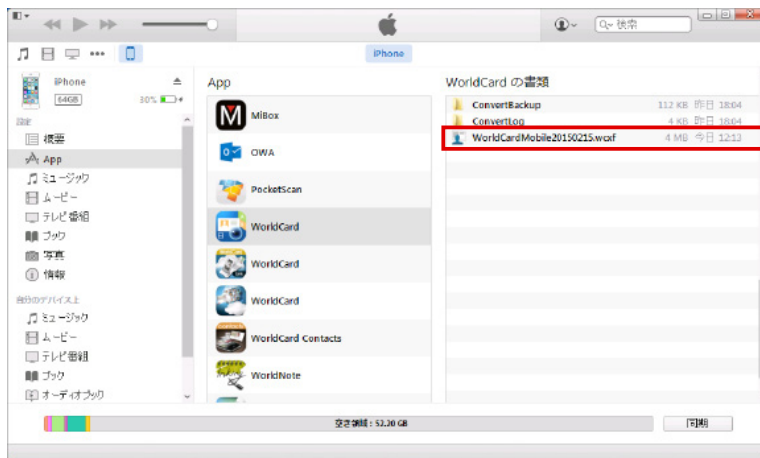 検索
iPhone
iPhone
64GB
30%
設定
概要
App
ミュージック
ムービー
テレビ番組
ブック
写真
情報
自分のデバイス上
ミュージック
ムービー
テレビ番組
ブック
オーディオブック
App
MiBox
OWA
PocketScan
WorldCard
WorldCard
WorldCard
WorldCard Contacts
WorldNote
WorldCard の書類
ConvertBackup 112 KB 昨日 18:04
ConvertLog 4 KB 昨日 18:04
WorldCardMobile20150215.wcxf 4 MB 今日 12:13
空き領域 : 52.20 GB
同期